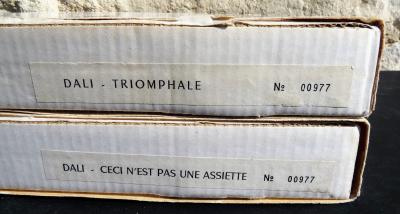 DALI - TRIOMPHALE № 00977
DALI - CECI N'EST PAS UNE ASSIETTE № 00977